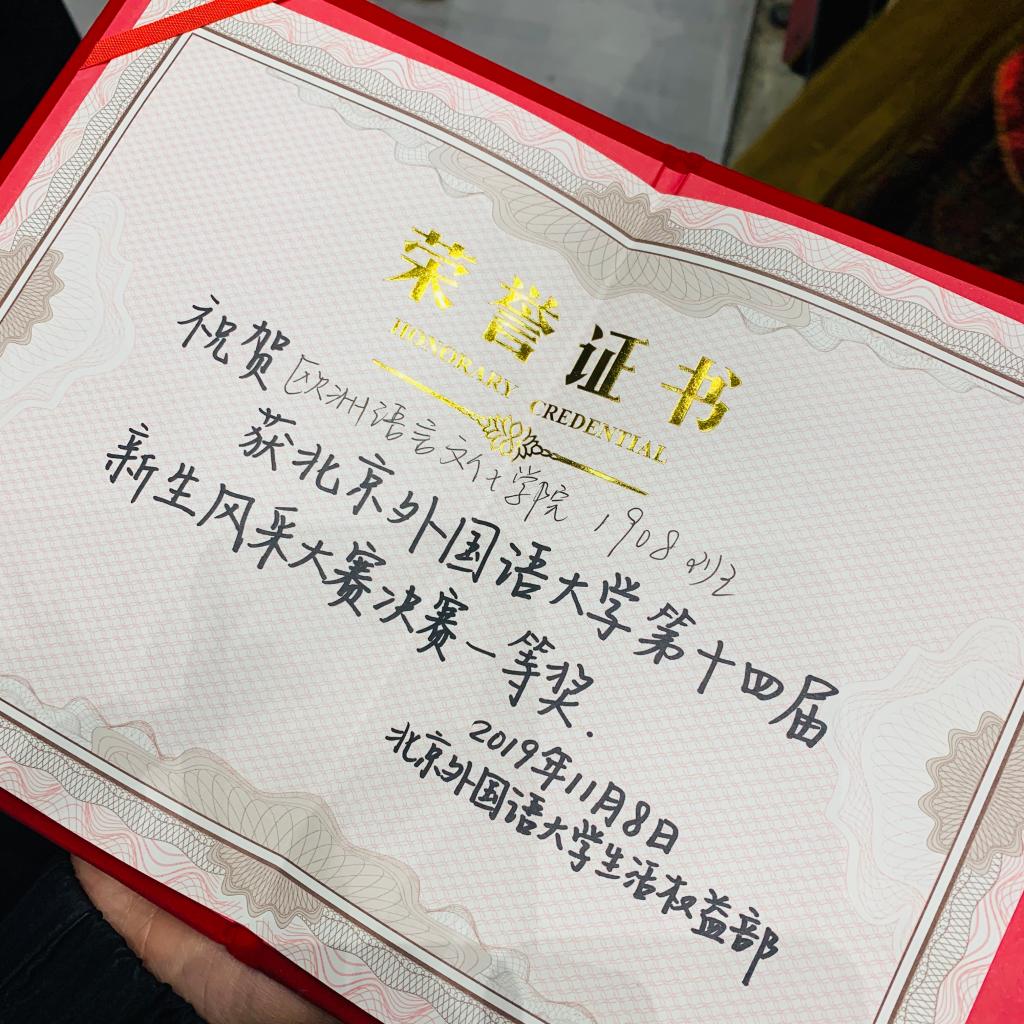 荣誉证书
HONORARY CREDENTIAL
祝贺欧洲语言文化学院 1908班
获北京外国语大学第十四届
新生风采大赛决赛一等奖.
2019年11月8日
北京外国语大学生活权益部